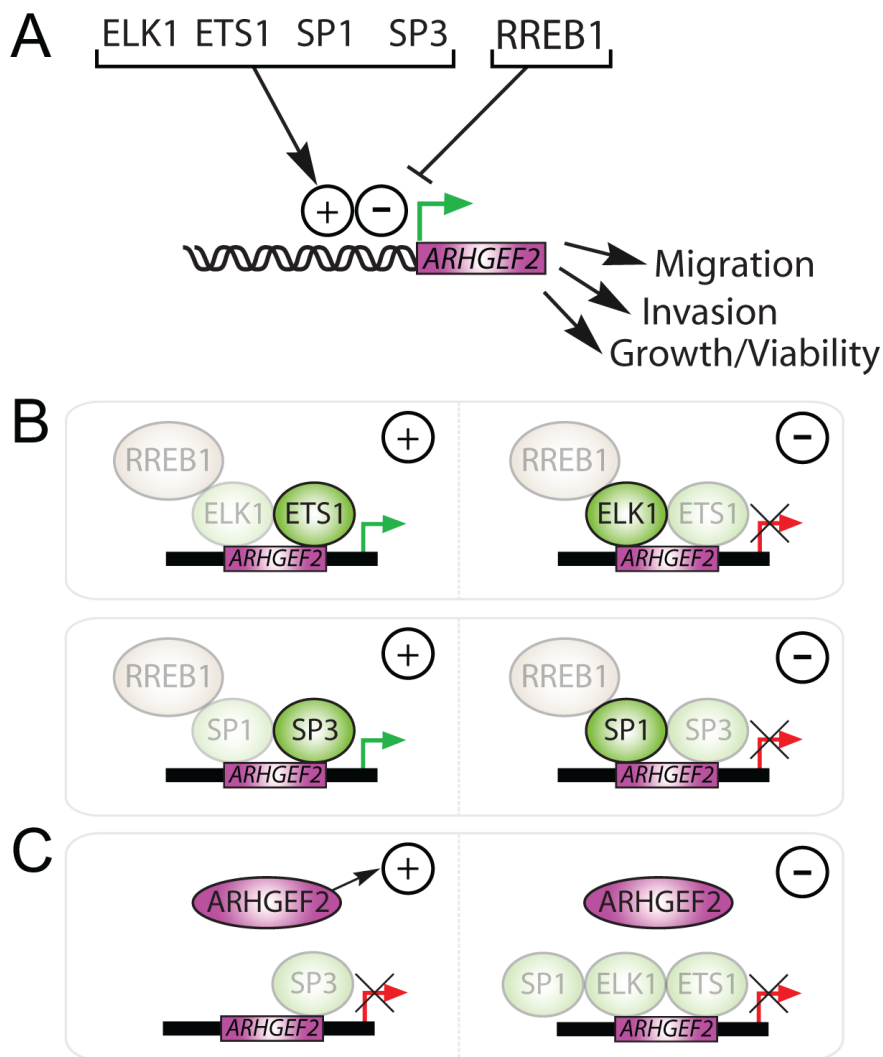 A
ELK1 ETS1 SP1 SP3 RREB1
+ −
ARHGEF2
Migration
Invasion
Growth/Viability
B
RREB1 + RREB1 −
ELK1 ETS1 ELK1 ETS1
ARHGEF2 ARHGEF2
RREB1 + RREB1 −
SP1 SP3 SP1 SP3
ARHGEF2 ARHGEF2
C
ARHGEF2 + ARHGEF2 −
SP3 SP1 ELK1 ETS1
ARHGEF2 ARHGEF2